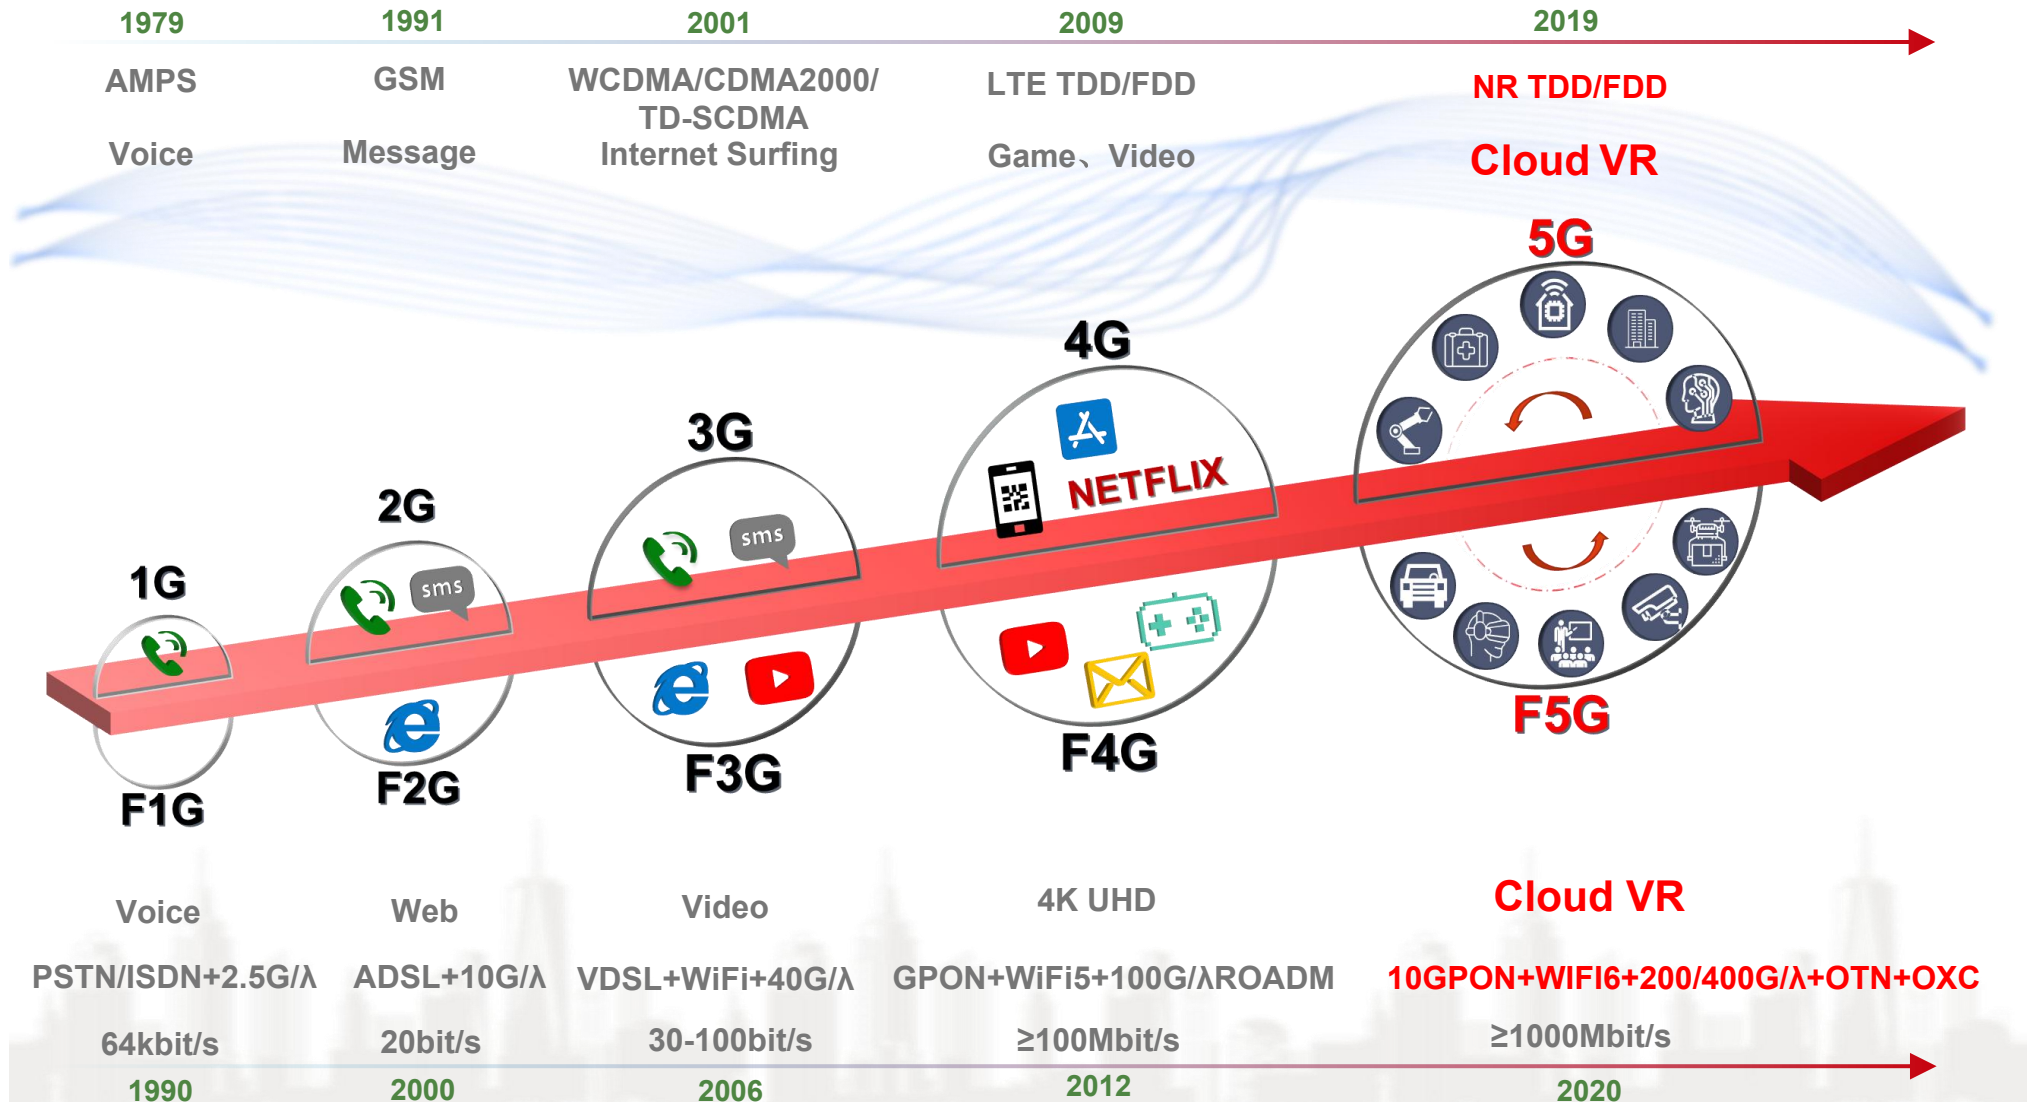 1979
1991
2001
2009
2019
AMPS
GSM
WCDMA/CDMA2000/
TD-SCDMA
LTE TDD/FDD
NR TDD/FDD
Voice
Message
Internet Surfing
Game、Video
Cloud VR
1G
2G
3G
4G
5G
sms
sms
NETFLIX
F1G
F2G
F3G
F4G
F5G
Voice
Web
Video
4K UHD
Cloud VR
PSTN/ISDN+2.5G/λ
ADSL+10G/λ
VDSL+WiFi+40G/λ
GPON+WiFi5+100G/λROADM
10GPON+WIFI6+200/400G/λ+OTN+OXC
64kbit/s
20bit/s
30-100bit/s
≥100Mbit/s
≥1000Mbit/s
1990
2000
2006
2012
2020